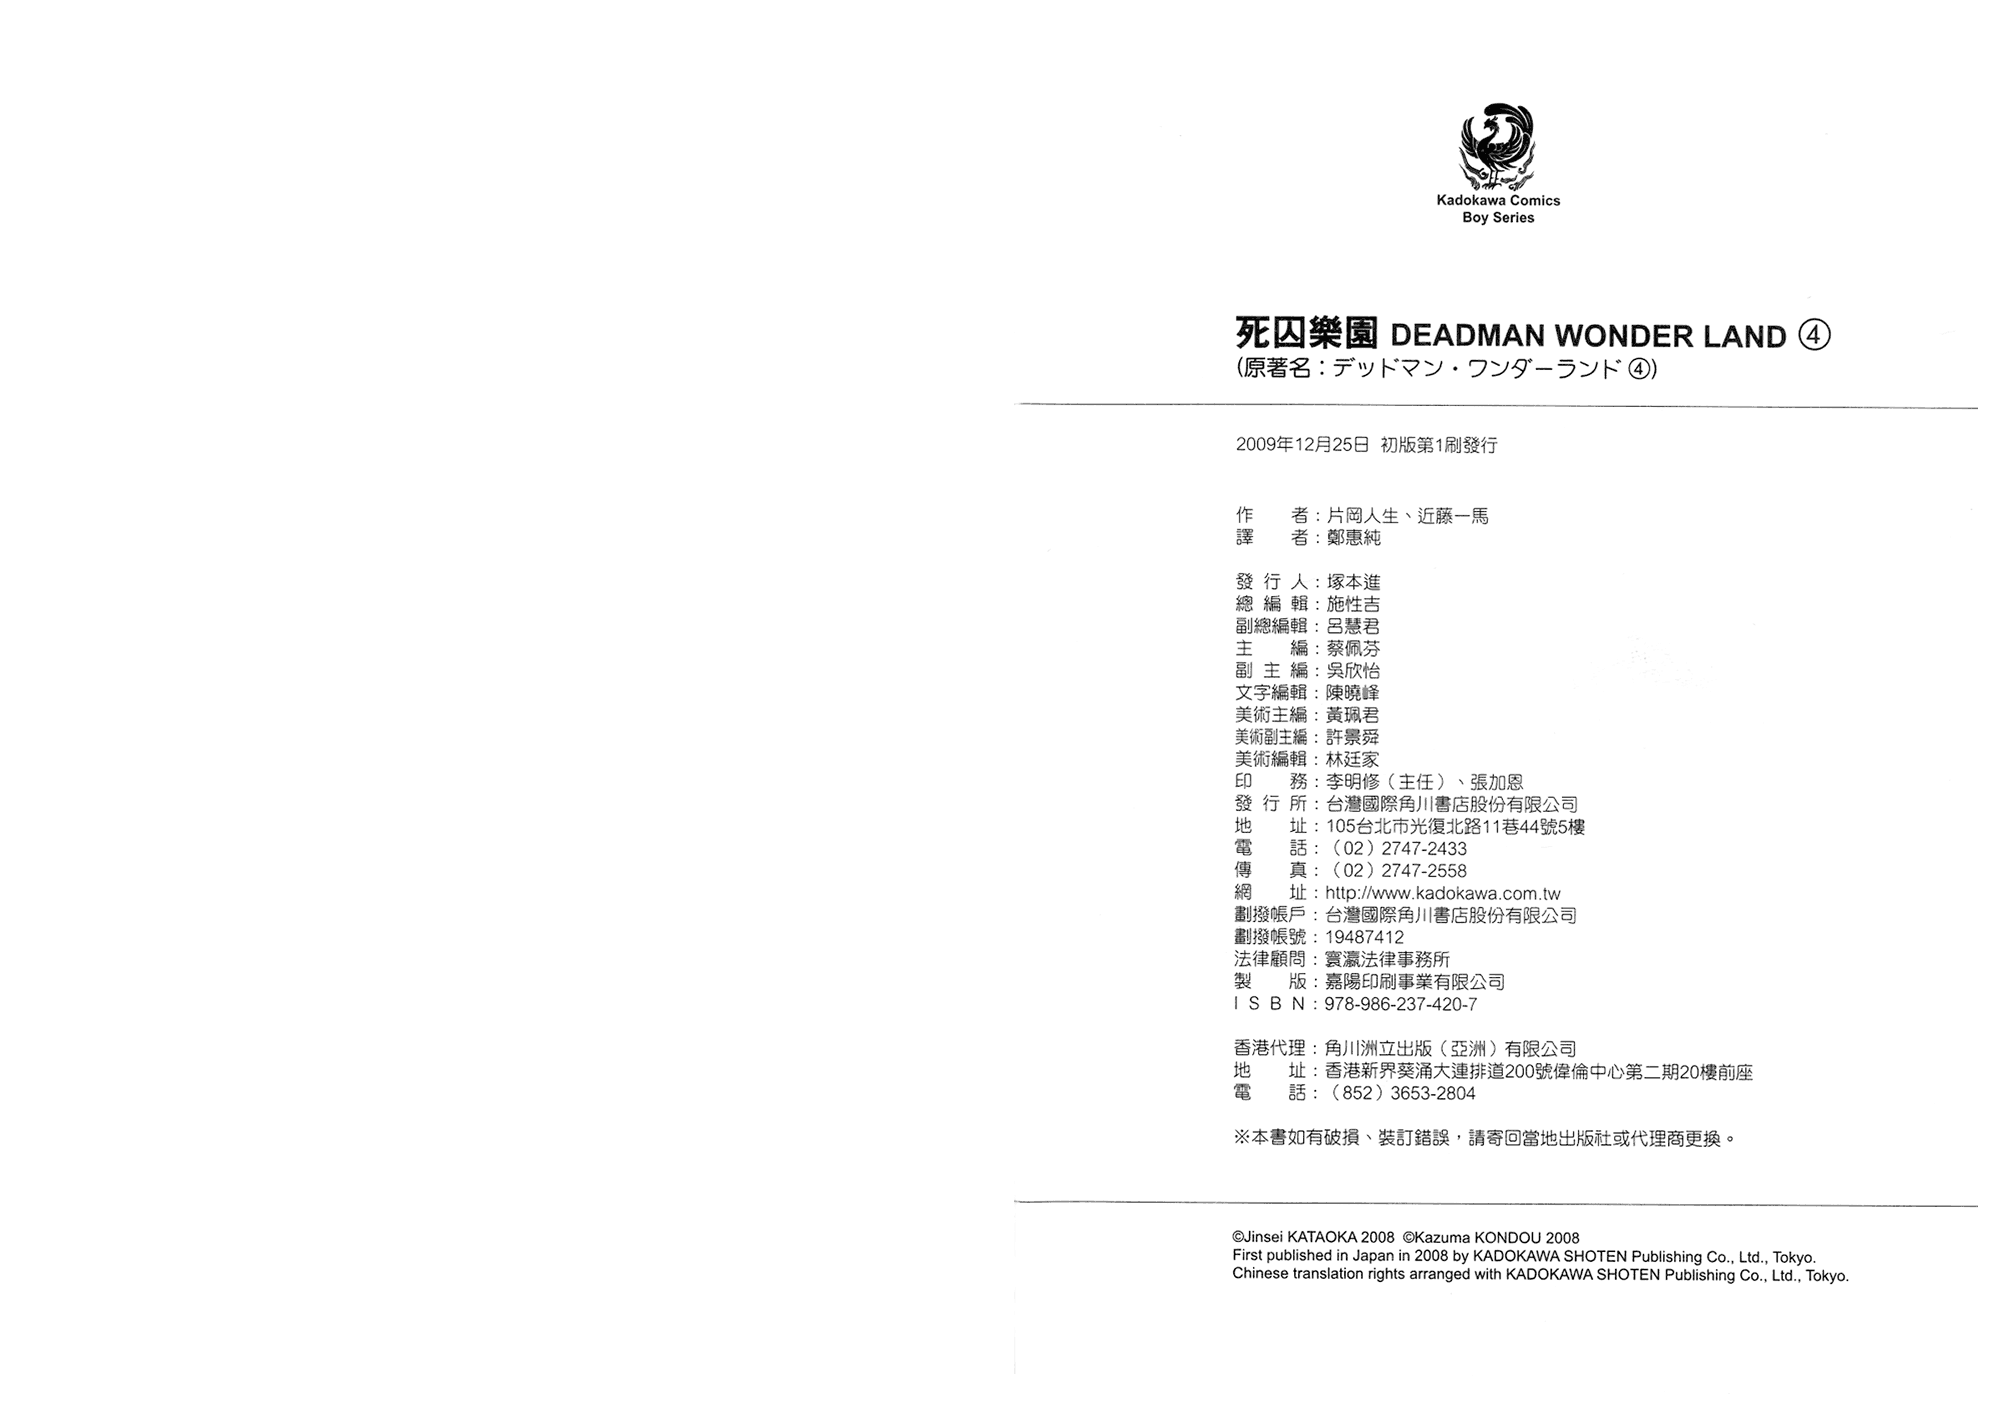 Kadokawa Comics
Boy Series
死囚樂園 DEADMAN WONDER LAND ④
(原著名：デッドマン・ワンダーランド ④)
2009年12月25日 初版第1刷發行
作者：片岡人生、近藤一馬
譯者：鄭惠純
發行人：塚本進
總編輯：施性吉
副總編輯：呂慧君
主編：蔡佩芬
副主編：吳欣怡
文字編輯：陳曉峰
美術主編：黃珮君
美術副主編：許景舜
美術編輯：林廷家
印務：李明修（主任）、張加恩
發行所：台灣國際角川書店股份有限公司
地址：105台北市光復北路11巷44號5樓
電話：（02）2747-2433
傳真：（02）2747-2558
網址：http://www.kadokawa.com.tw
劃撥帳戶：台灣國際角川書店股份有限公司
劃撥帳號：19487412
法律顧問：寰瀛法律事務所
製版：嘉陽印刷事業有限公司
ISBN：978-986-237-420-7
香港代理：角川洲立出版（亞洲）有限公司
地址：香港新界葵涌大連排道200號偉倫中心第二期20樓前座
電話：（852）3653-2804
※本書如有破損、裝訂錯誤，請寄回當地出版社或代理商更換。
©Jinsei KATAOKA 2008 ©Kazuma KONDOU 2008
First published in Japan in 2008 by KADOKAWA SHOTEN Publishing Co., Ltd., Tokyo.
Chinese translation rights arranged with KADOKAWA SHOTEN Publishing Co., Ltd., Tokyo.